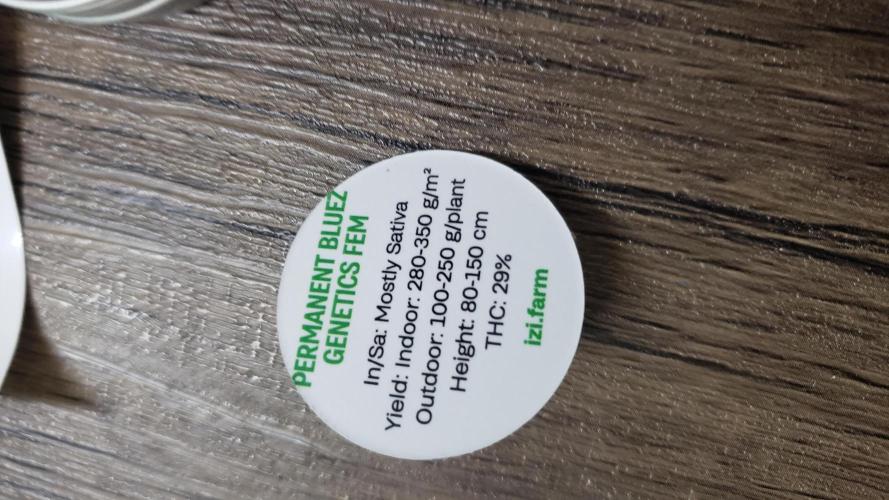 PERMANENT BLUEZ
GENETICS FEM
In/Sa: Mostly Sativa
Yield: Indoor: 280-350 g/m²
Outdoor: 100-250 g/plant
Height: 80-150 cm
THC: 29%
izi.farm